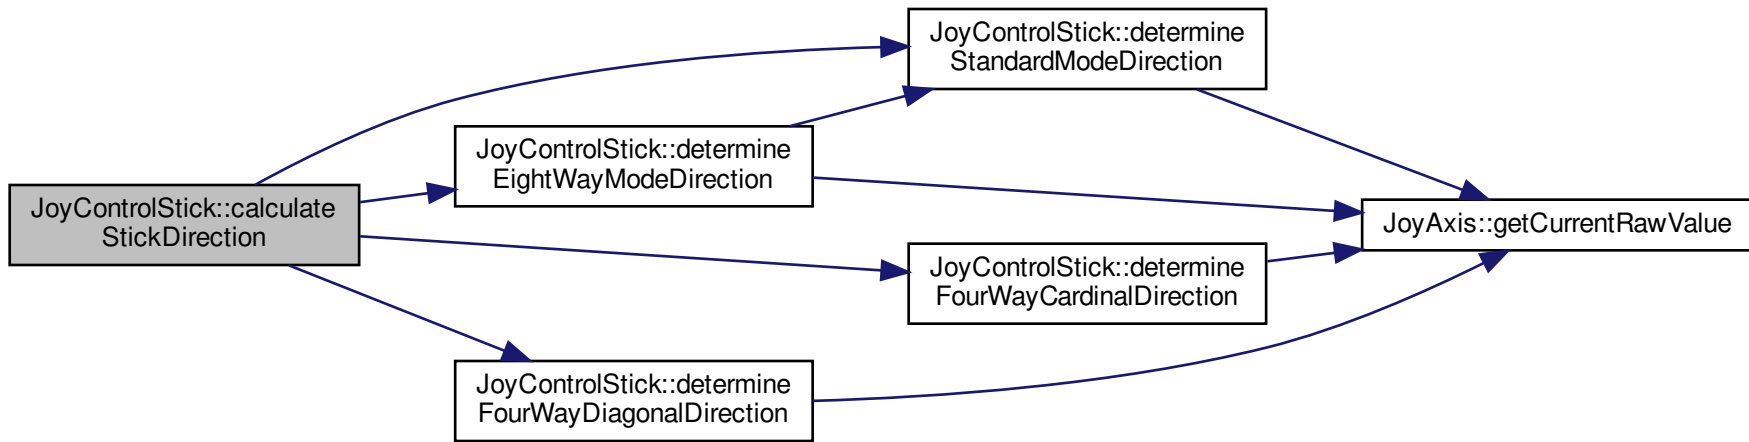 JoyControlStick::calculate
StickDirection
JoyControlStick::determine
StandardModeDirection
JoyControlStick::determine
EightWayModeDirection
JoyControlStick::determine
FourWayCardinalDirection
JoyControlStick::determine
FourWayDiagonalDirection
JoyAxis::getCurrentRawValue